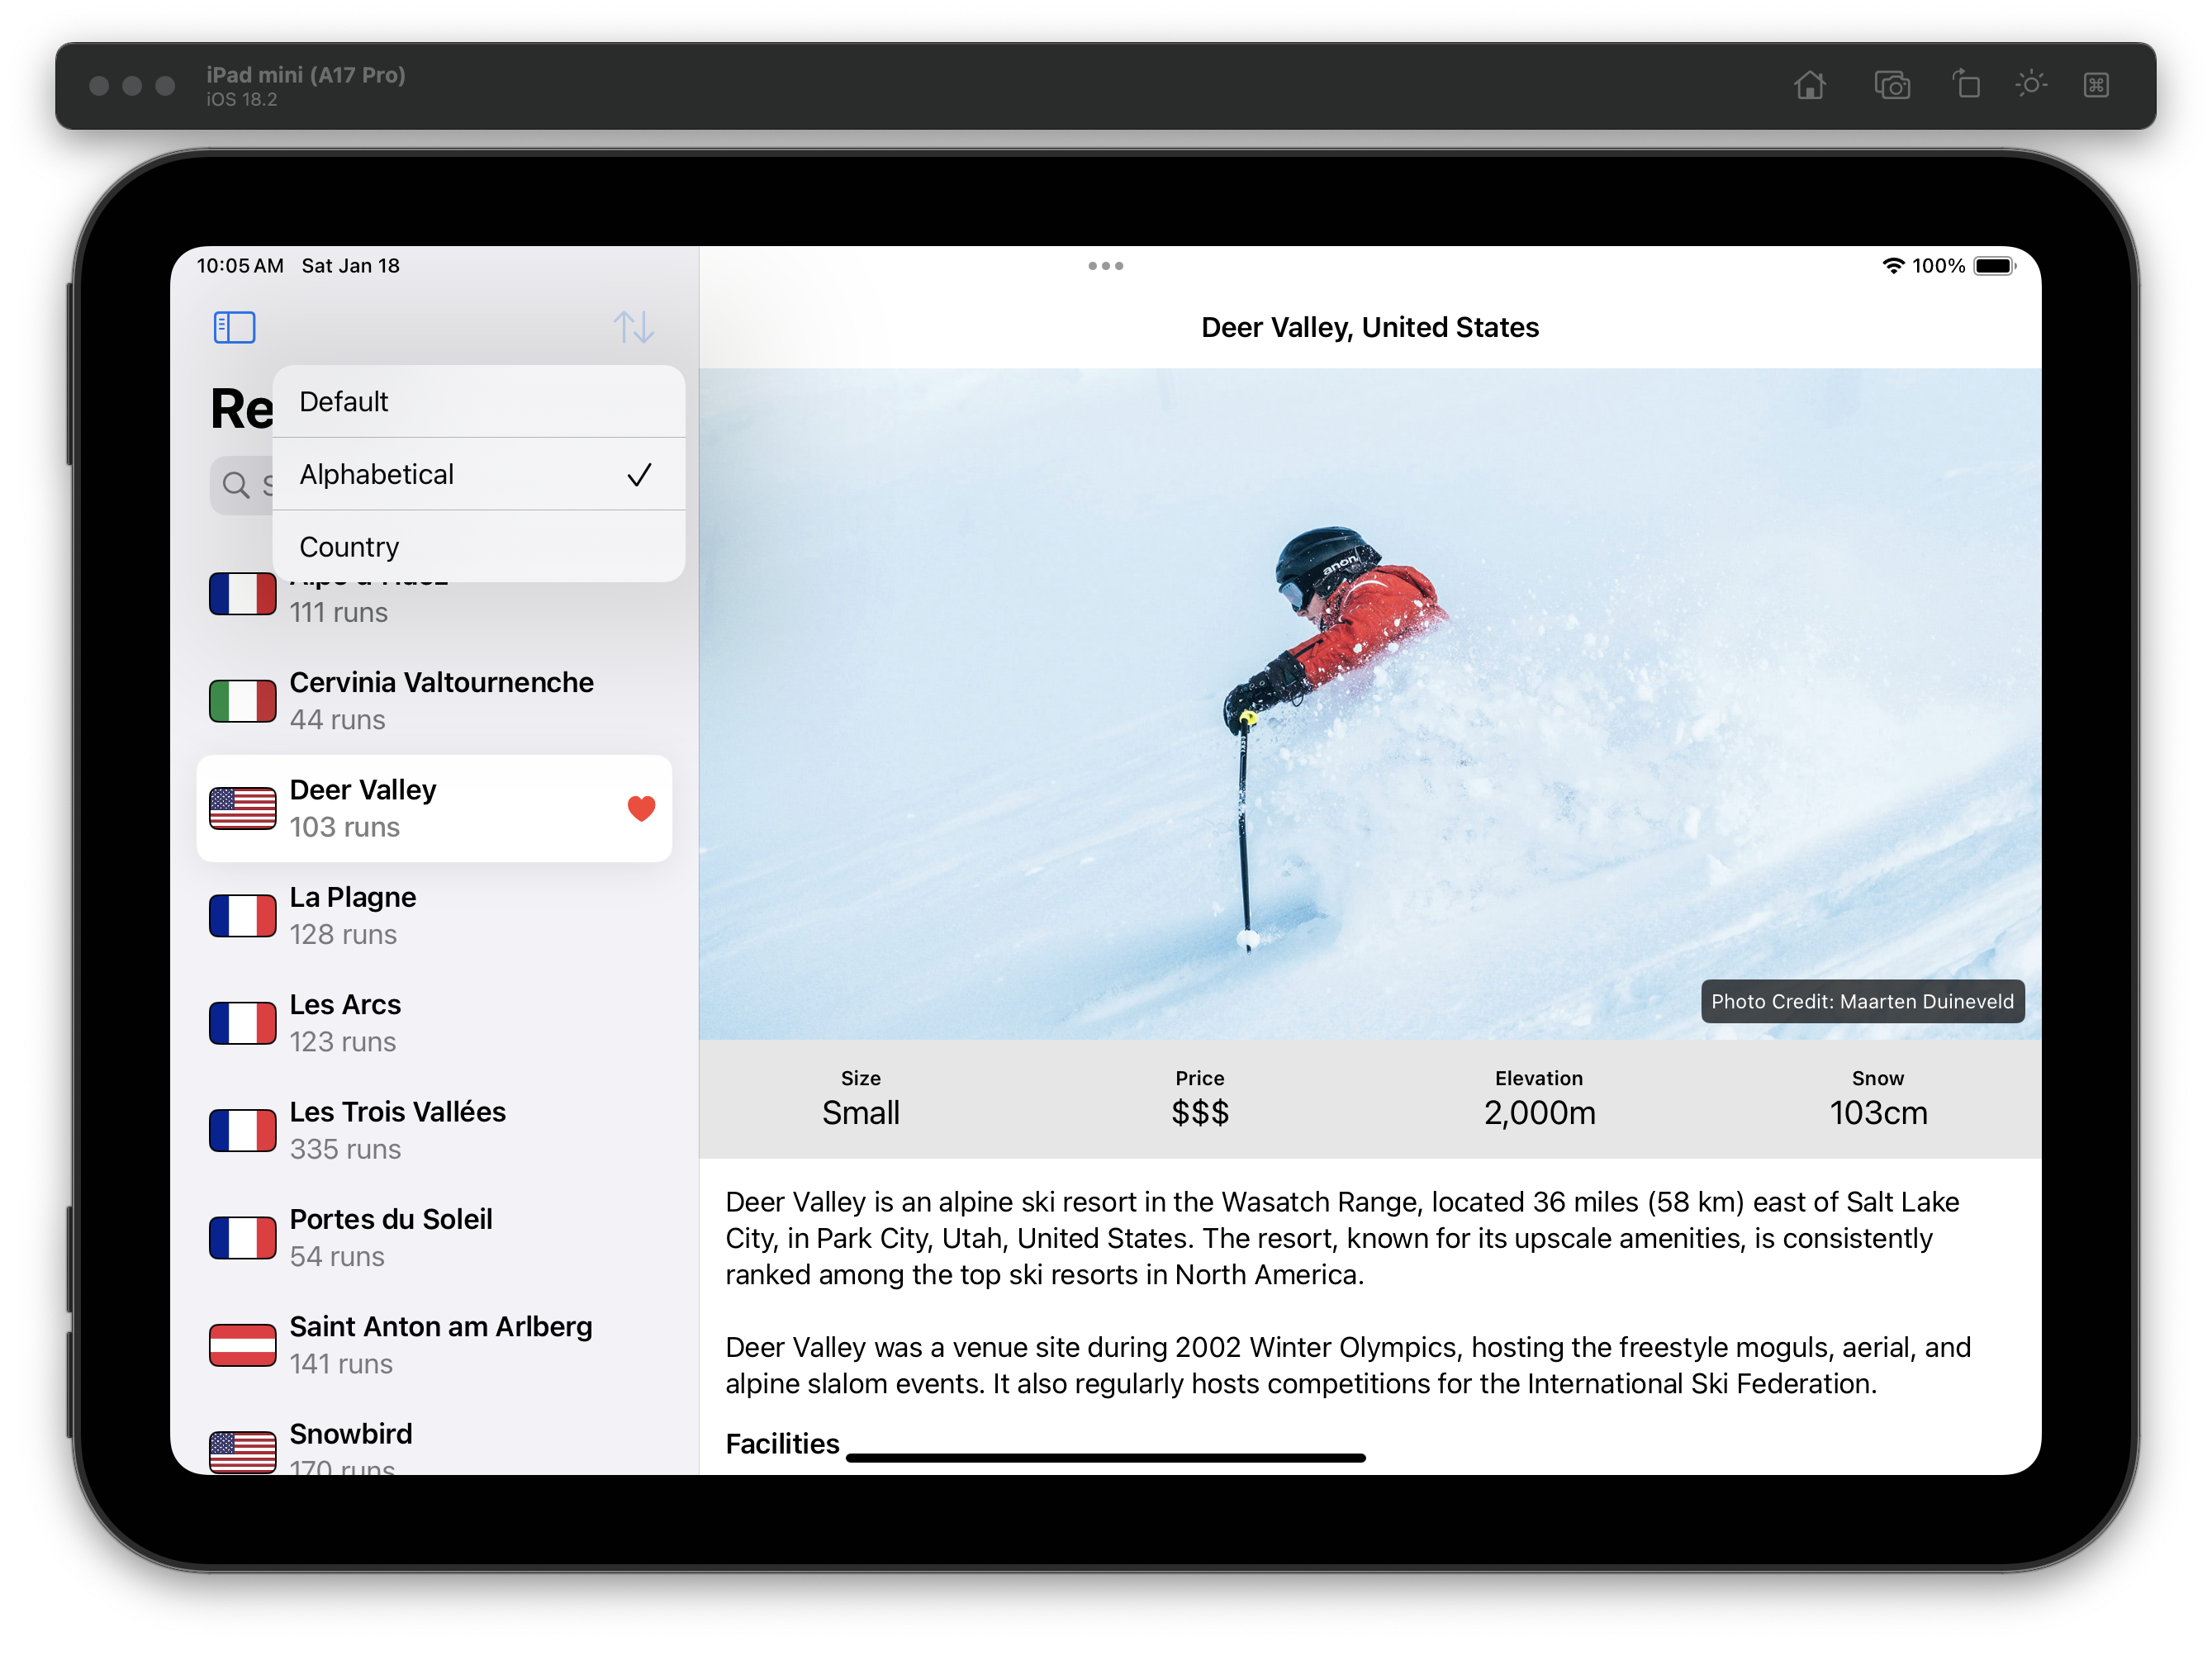 iPad mini (A17 Pro)
iOS 18.2
10:05 AM Sat Jan 18
100%
Deer Valley, United States
Default
Re
Alphabetical
S
Country
111 runs
Cervinia Valtournenche
44 runs
Deer Valley
103 runs
La Plagne
128 runs
Les Arcs
123 runs
Les Trois Vallées
335 runs
Portes du Soleil
54 runs
Saint Anton am Arlberg
141 runs
Snowbird
170 runs
anon
Photo Credit: Maarten Duineveld
Size
Small
Price
$$$
Elevation
2,000m
Snow
103cm
Deer Valley is an alpine ski resort in the Wasatch Range, located 36 miles (58 km) east of Salt Lake
City, in Park City, Utah, United States. The resort, known for its upscale amenities, is consistently
ranked among the top ski resorts in North America.
Deer Valley was a venue site during 2002 Winter Olympics, hosting the freestyle moguls, aerial, and
alpine slalom events. It also regularly hosts competitions for the International Ski Federation.
Facilities